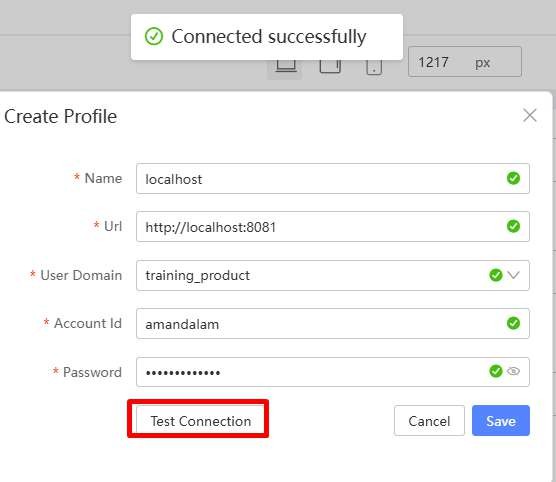 Connected successfully
1217 px
Create Profile
* Name localhost
* Url http://localhost:8081
* User Domain training_product
* Account Id amandalam
* Password •••••••••••••
Test Connection Cancel Save